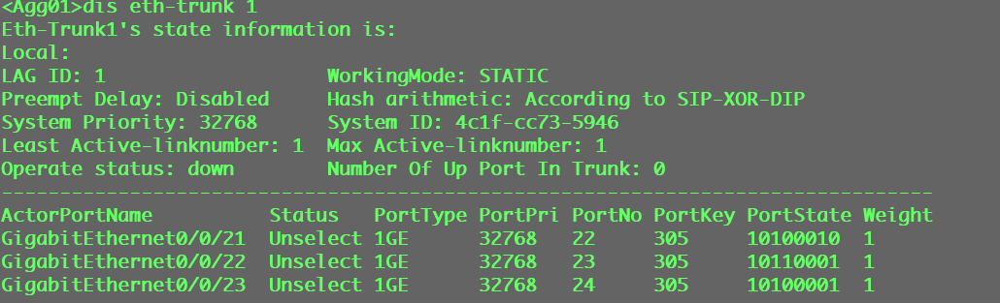 <Agg01>dis eth-trunk 1
Eth-Trunk1's state information is:
Local:
LAG ID: 1                   WorkingMode: STATIC
Preempt Delay: Disabled     Hash arithmetic: According to SIP-XOR-DIP
System Priority: 32768      System ID: 4c1f-cc73-5946
Least Active-linknumber: 1  Max Active-linknumber: 1
Operate status: down        Number Of Up Port In Trunk: 0
--------------------------------------------------------------------------------
ActorPortName          Status   PortType PortPri PortNo PortKey PortState Weight
GigabitEthernet0/0/21  Unselect 1GE      32768   22     305     10100010  1
GigabitEthernet0/0/22  Unselect 1GE      32768   23     305     10110001  1
GigabitEthernet0/0/23  Unselect 1GE      32768   24     305     10100001  1